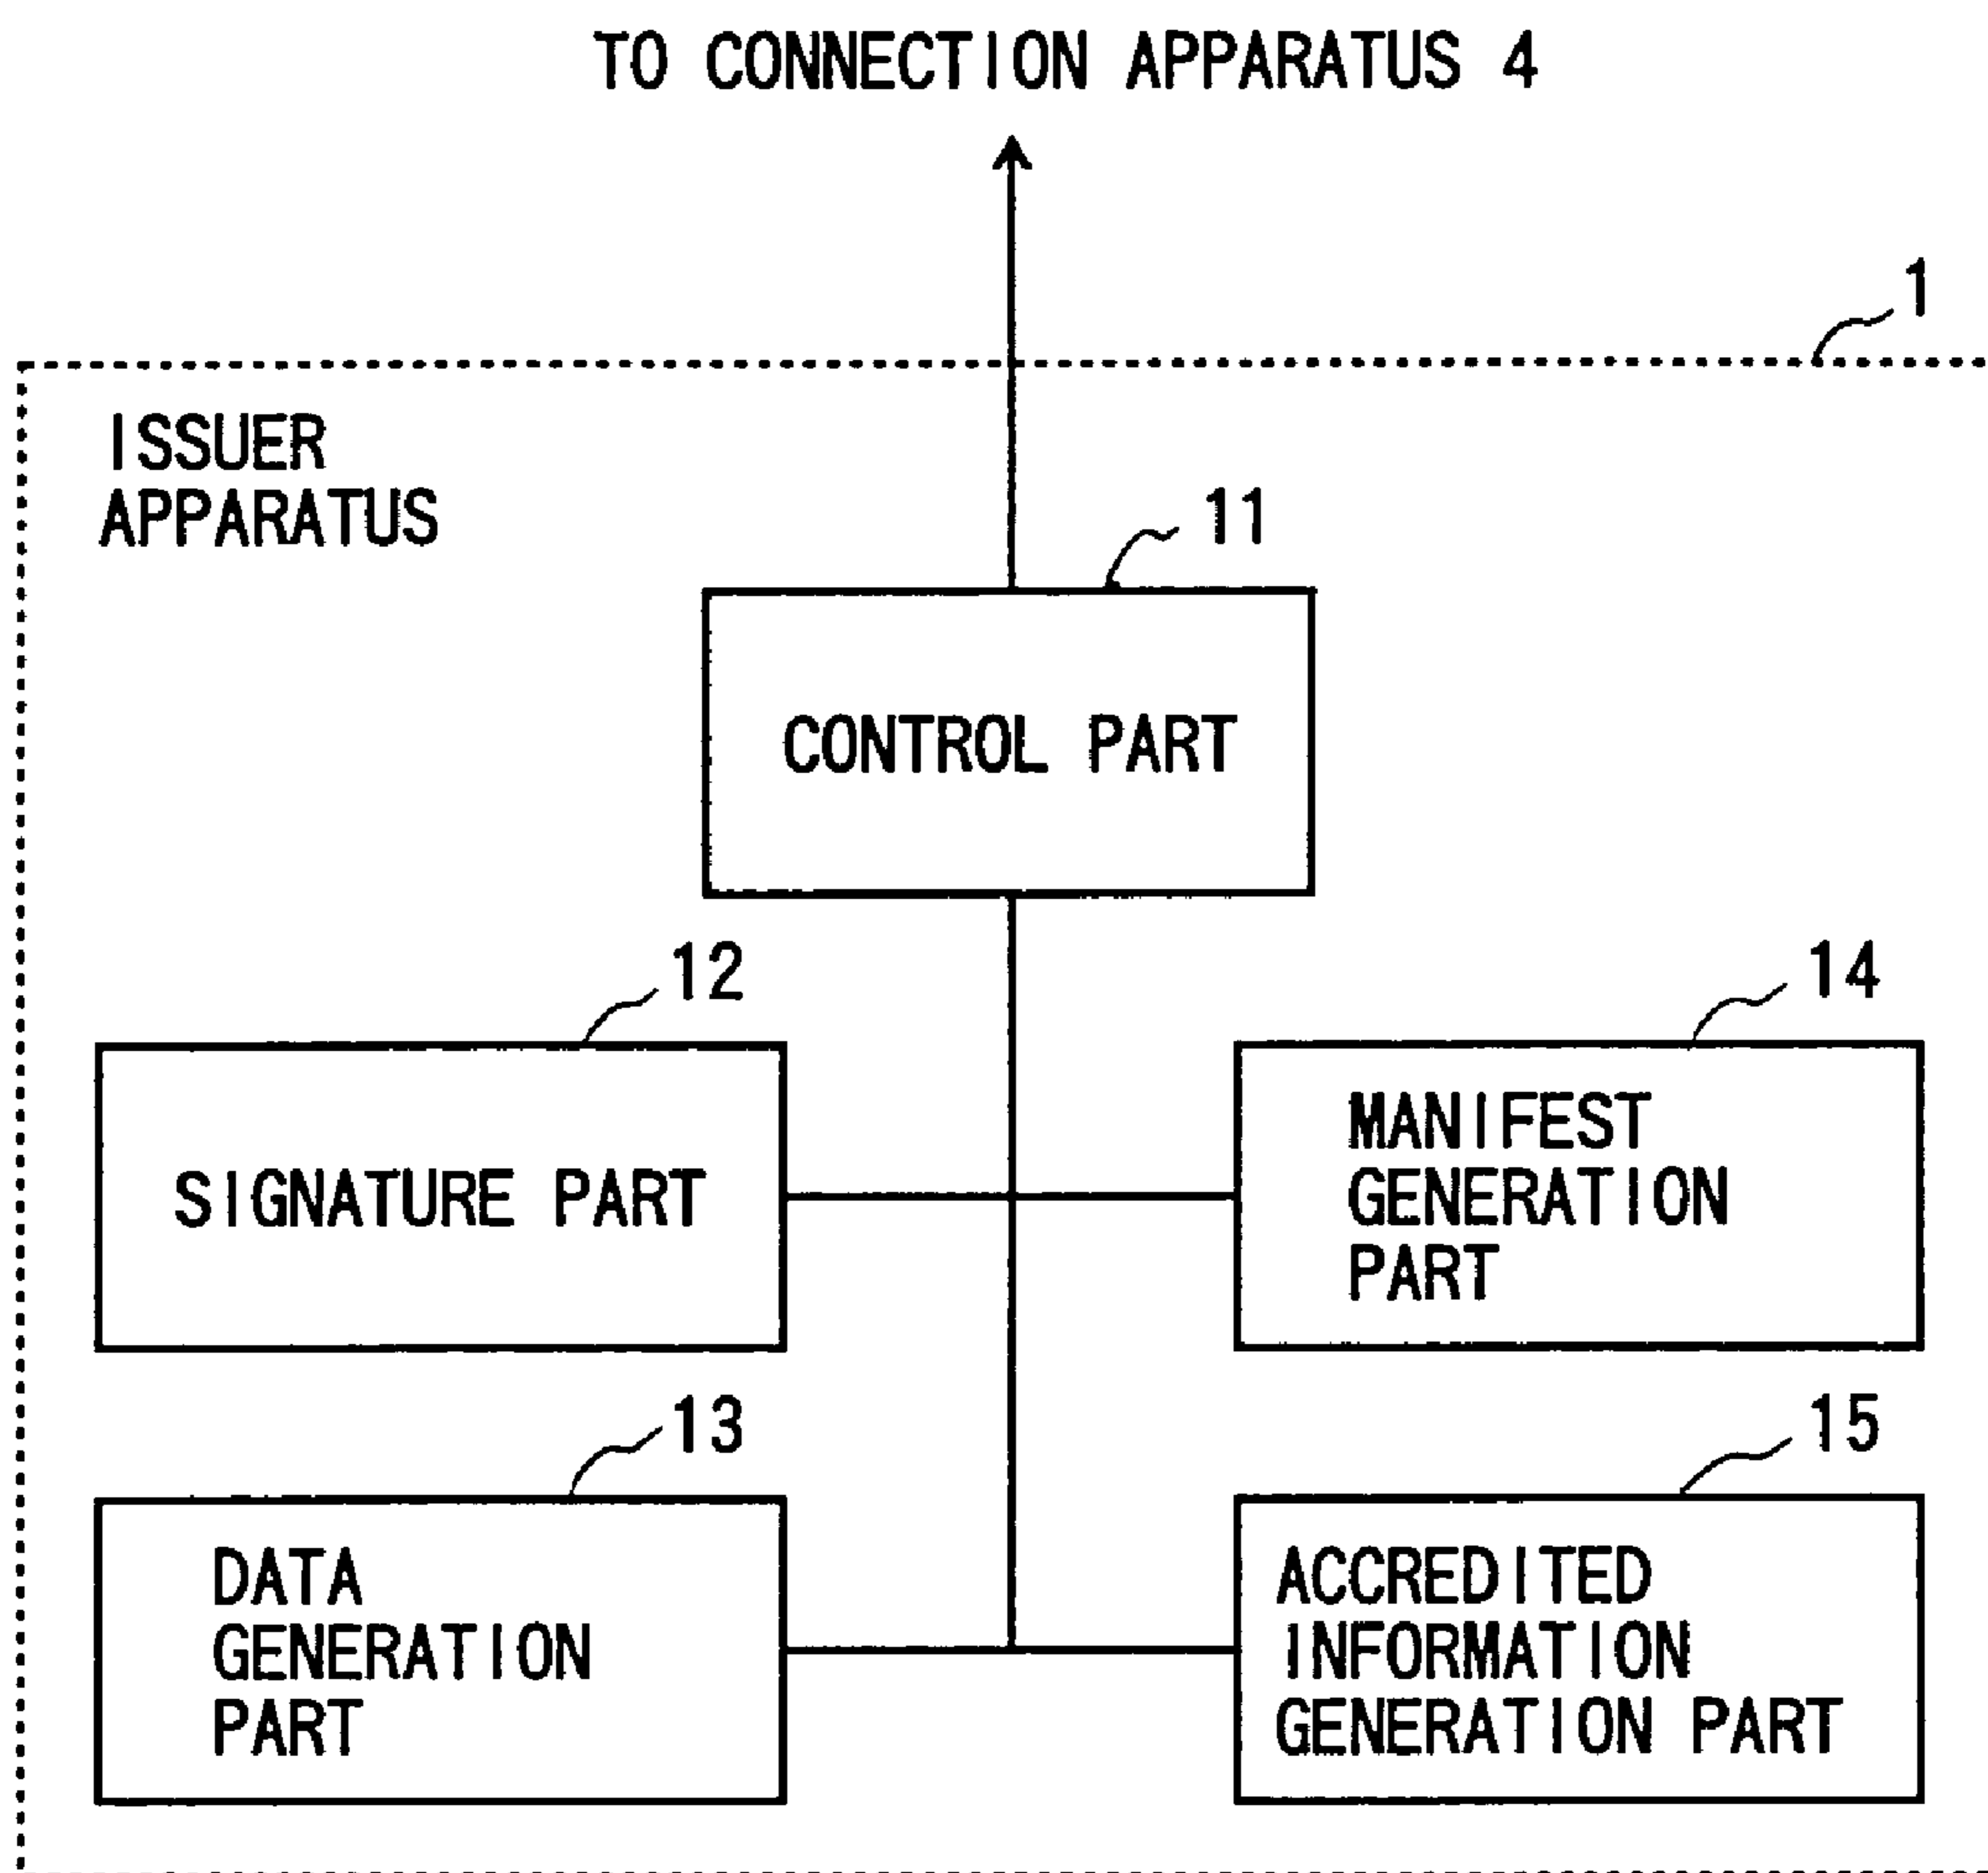 TO CONNECTION APPARATUS 4
1
ISSUER
APPARATUS
11
CONTROL PART
12
14
SIGNATURE PART
MANIFEST
GENERATION
PART
13
15
DATA
GENERATION
PART
ACCREDITED
INFORMATION
GENERATION PART